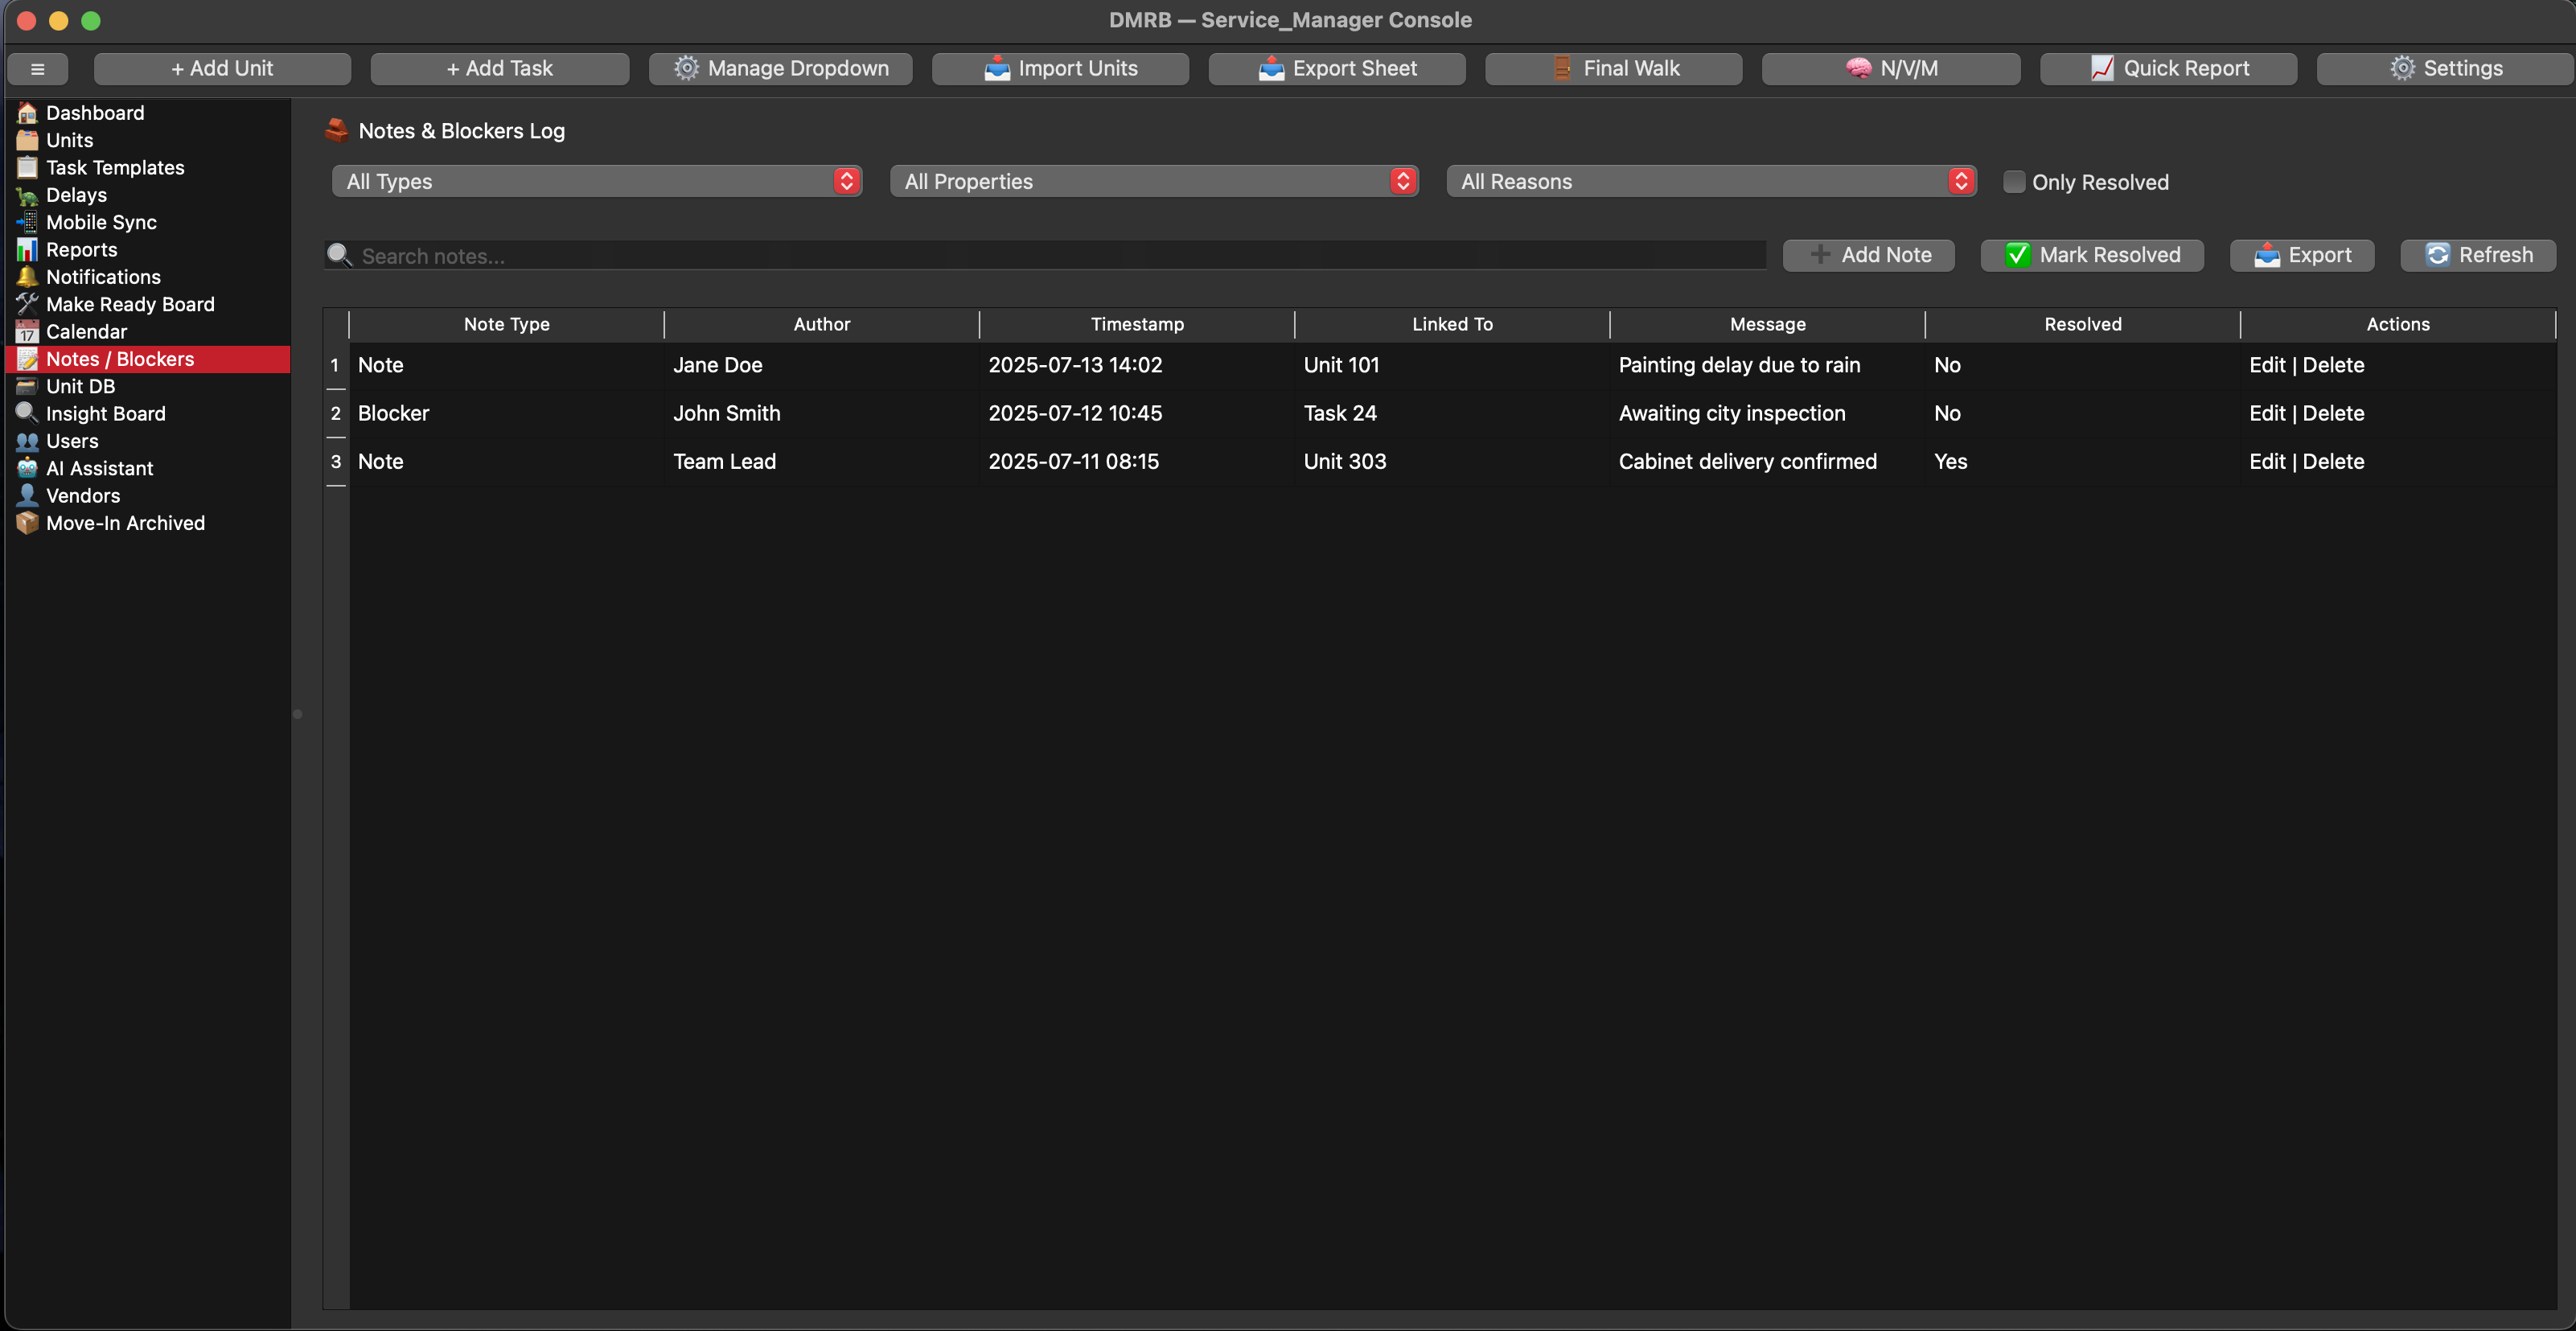 DMRB — Service_Manager Console
≡ + Add Unit + Add Task Manage Dropdown Import Units Export Sheet Final Walk N/V/M Quick Report Settings
Dashboard
Units
Task Templates
Delays
Mobile Sync
Reports
Notifications
Make Ready Board
17 Calendar
Notes / Blockers
Unit DB
Insight Board
Users
AI Assistant
Vendors
Move-In Archived
Notes & Blockers Log
All Types All Properties All Reasons Only Resolved
Search notes... Add Note Mark Resolved Export Refresh
Note Type Author Timestamp Linked To Message Resolved Actions
1 Note Jane Doe 2025-07-13 14:02 Unit 101 Painting delay due to rain No Edit | Delete
2 Blocker John Smith 2025-07-12 10:45 Task 24 Awaiting city inspection No Edit | Delete
3 Note Team Lead 2025-07-11 08:15 Unit 303 Cabinet delivery confirmed Yes Edit | Delete